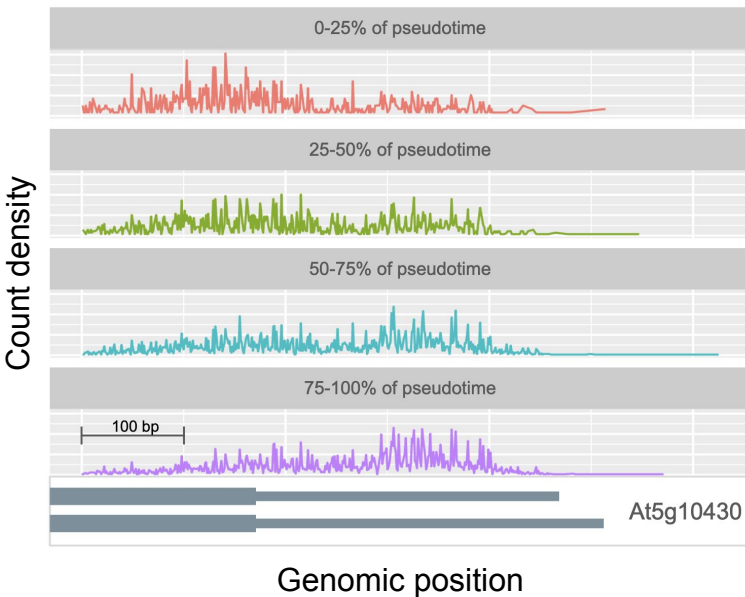 0-25% of pseudotime
25-50% of pseudotime
Count density
50-75% of pseudotime
75-100% of pseudotime
100 bp
At5g10430
Genomic position